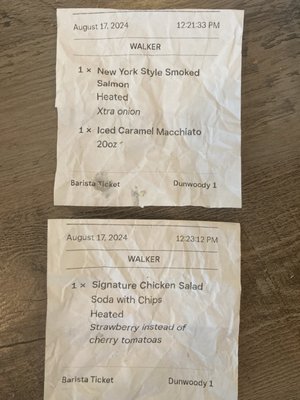 August 17, 2024 12:21:33 PM
WALKER
1 × New York Style Smoked
Salmon
Heated
Xtra onion
1 × Iced Caramel Macchiato
20oz
Barista Ticket Dunwoody 1
August 17, 2024 12:23:12 PM
WALKER
1 × Signature Chicken Salad
Soda with Chips
Heated
Strawberry instead of
cherry tomatoas
Barista Ticket Dunwoody 1